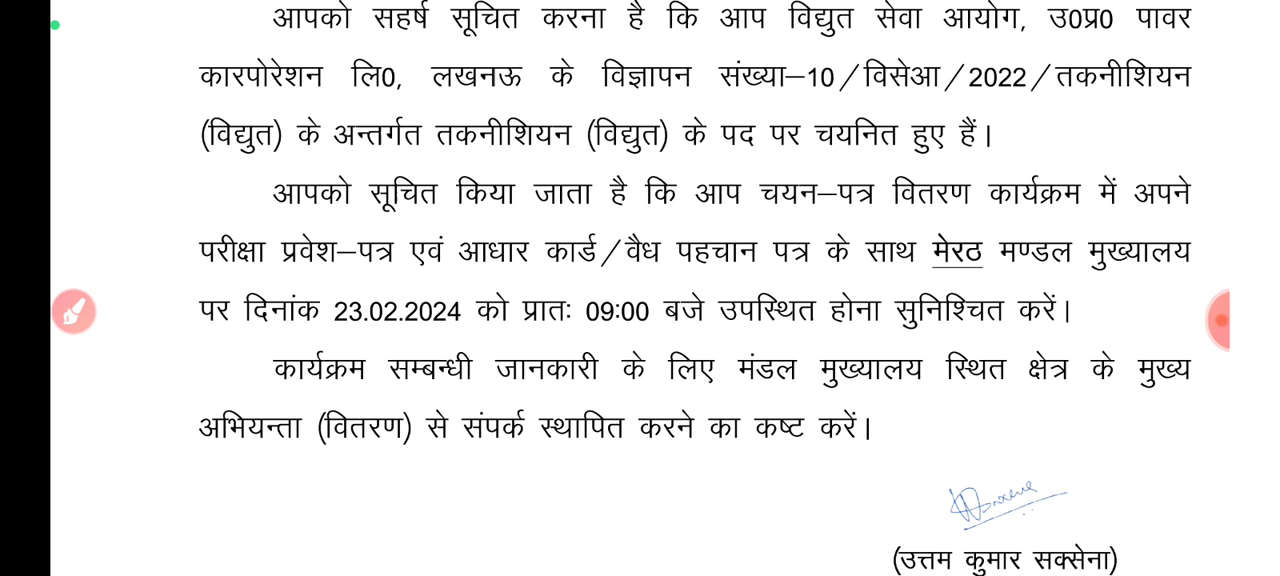 आपको सहर्ष सूचित करना है कि आप विद्युत सेवा आयोग, उ0प्र0 पावर
कारपोरेशन लि0, लखनऊ के विज्ञापन संख्या–10/विसेआ/2022/तकनीशियन
(विद्युत) के अन्तर्गत तकनीशियन (विद्युत) के पद पर चयनित हुए हैं।
आपको सूचित किया जाता है कि आप चयन–पत्र वितरण कार्यक्रम में अपने
परीक्षा प्रवेश–पत्र एवं आधार कार्ड/वैध पहचान पत्र के साथ मेरठ मण्डल मुख्यालय
पर दिनांक 23.02.2024 को प्रातः 09:00 बजे उपस्थित होना सुनिश्चित करें।
कार्यक्रम सम्बन्धी जानकारी के लिए मंडल मुख्यालय स्थित क्षेत्र के मुख्य
अभियन्ता (वितरण) से संपर्क स्थापित करने का कष्ट करें।
(उत्तम कुमार सक्सेना)